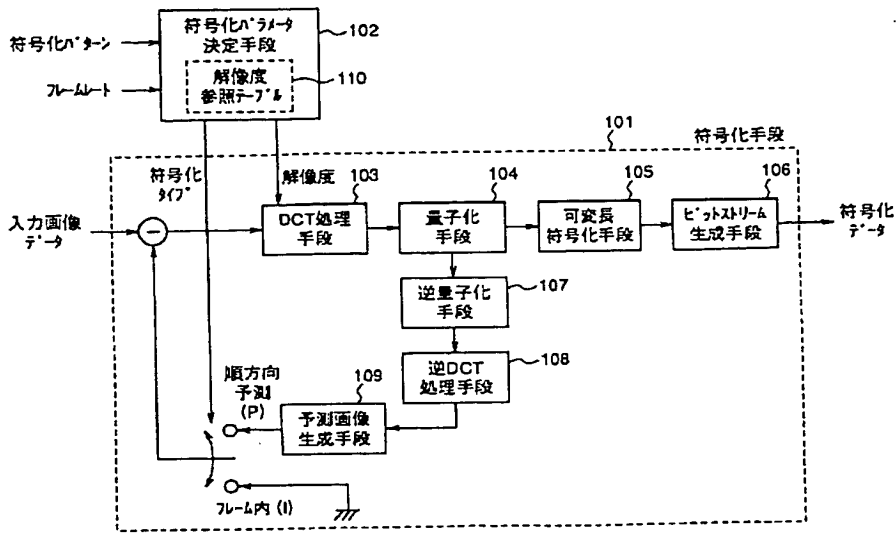 符号化パラメータ
決定手段
102
符号化パターン
フレームレート
解像度
参照テーブル
110
101
符号化手段
符号化
タイプ
解像度
103
104
105
106
入力画像
データ
−
DCT処理
手段
量子化
手段
可変長
符号化手段
ビットストリーム
生成手段
符号化
データ
逆量子化
手段
107
逆DCT
処理手段
108
順方向
予測
(P)
109
予測画像
生成手段
フレーム内 (I)